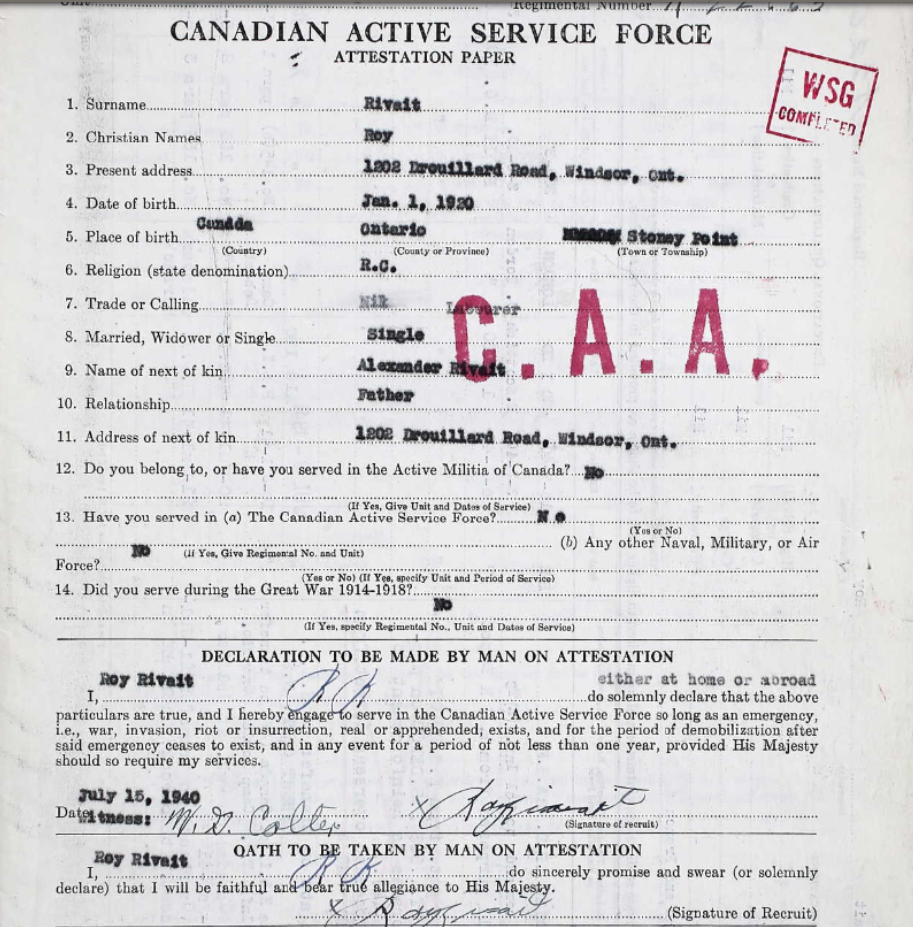 Regimental Number
CANADIAN ACTIVE SERVICE FORCE
ATTESTATION PAPER
WSG
COMPLETED
1. Surname Rivait
2. Christian Names Roy
3. Present address 1202 Drouillard Road, Windsor, Ont.
4. Date of birth Jan. 1, 1920
5. Place of birth Canada Ontario Stoney Point
(Country) (County or Province) (Town or Township)
6. Religion (state denomination) R.C.
7. Trade or Calling Nil Labourer
C.A.A.
8. Married, Widower or Single Single
9. Name of next of kin Alexander Rivait
10. Relationship Father
11. Address of next of kin 1202 Drouillard Road, Windsor, Ont.
12. Do you belong to, or have you served in the Active Militia of Canada? No
(If Yes, Give Unit and Dates of Service)
13. Have you served in (a) The Canadian Active Service Force? No
(Yes or No)
(b) Any other Naval, Military, or Air
(If Yes, Give Regimental No. and Unit)
Force? No
(Yes or No) (If Yes, specify Unit and Period of Service)
14. Did you serve during the Great War 1914-1918?
No
(If Yes, specify Regimental No., Unit and Dates of Service)
DECLARATION TO BE MADE BY MAN ON ATTESTATION
Roy Rivait R R either at home or abroad
I, do solemnly declare that the above
particulars are true, and I hereby engage to serve in the Canadian Active Service Force so long as an emergency,
i.e., war, invasion, riot or insurrection, real or apprehended, exists, and for the period of demobilization after
said emergency ceases to exist, and in any event for a period of not less than one year, provided His Majesty
should so require my services.
July 15, 1940
Date Witness: W. D. Colter x Roy Rivait
(Signature of recruit)
OATH TO BE TAKEN BY MAN ON ATTESTATION
Roy Rivait R R
I, do sincerely promise and swear (or solemnly
declare) that I will be faithful and bear true allegiance to His Majesty.
x Roy Rivait (Signature of Recruit)